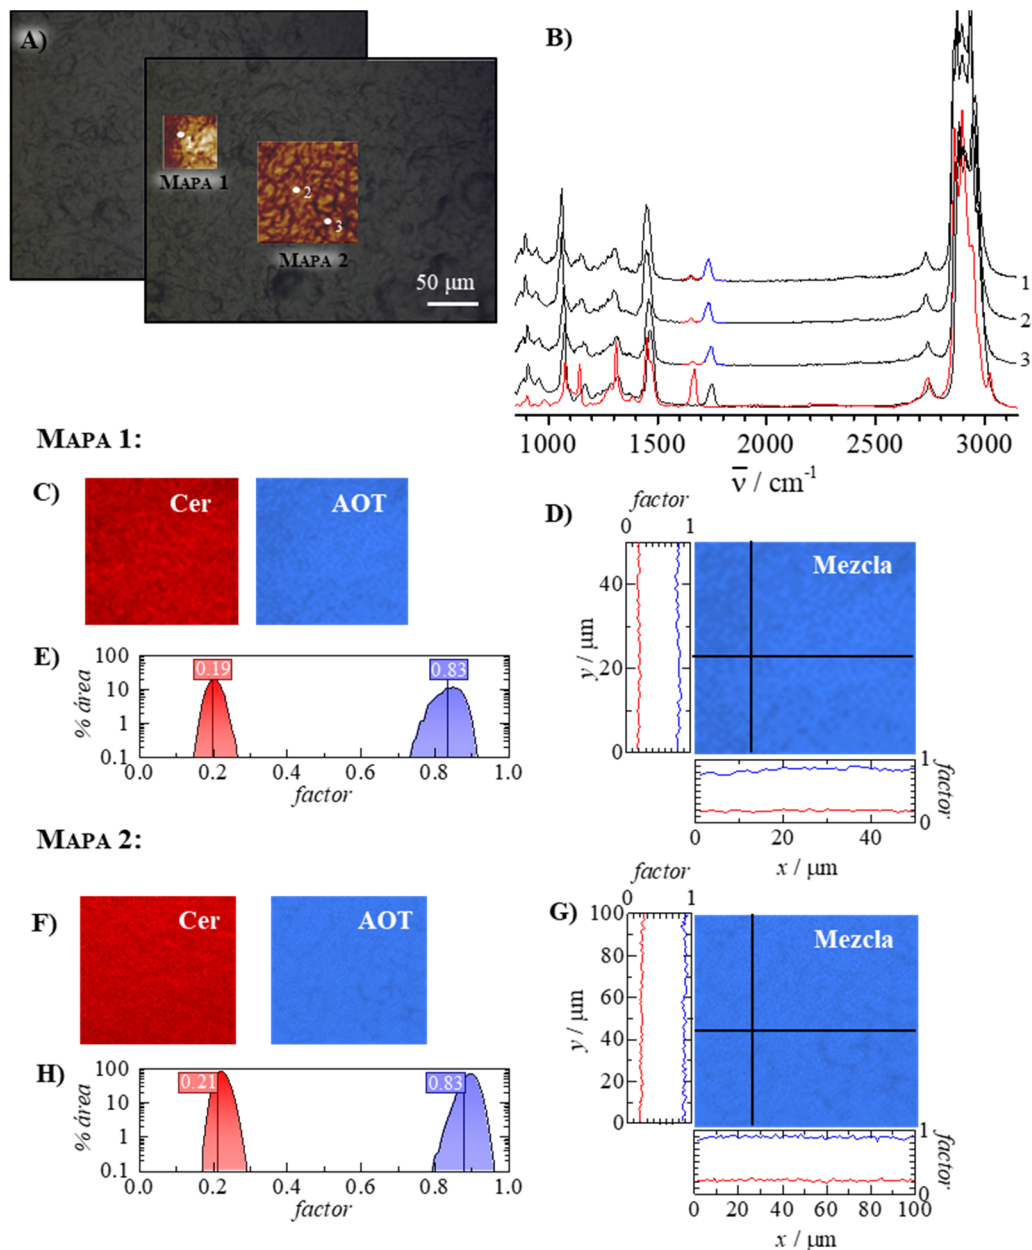 A)
1
MAPA 1
2
3
MAPA 2
50 μm
B)
1
2
3
1000 1500 2000 2500 3000
ν̅ / cm⁻¹
MAPA 1:
C)
Cer
AOT
D)
factor
0 1
40
20
0
y / μm
Mezcla
1
0
factor
0 20 40
x / μm
E)
100
10
1
0.1
% área
0.19
0.83
0.0 0.2 0.4 0.6 0.8 1.0
factor
MAPA 2:
F)
Cer
AOT
G)
factor
0 1
100
80
60
40
20
0
y / μm
Mezcla
1
0
factor
0 20 40 60 80 100
x / μm
H)
100
10
1
0.1
% área
0.21
0.83
0.0 0.2 0.4 0.6 0.8 1.0
factor